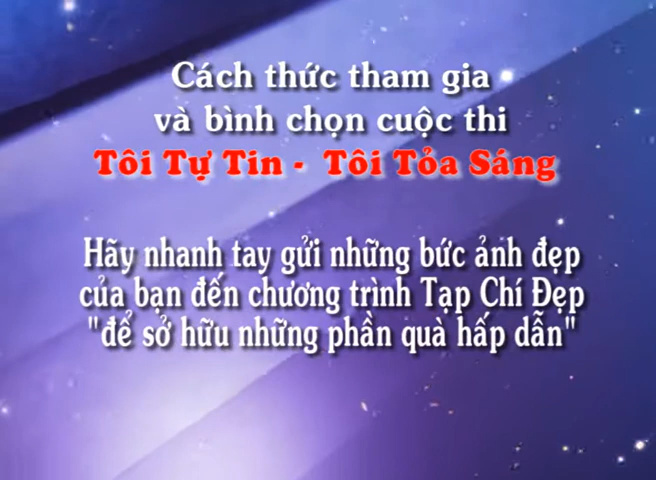 Cách thức tham gia
và bình chọn cuộc thi
Tôi Tự Tin - Tôi Tỏa Sáng
Hãy nhanh tay gửi những bức ảnh đẹp
của bạn đến chương trình Tạp Chí Đẹp
"để sở hữu những phần quà hấp dẫn"